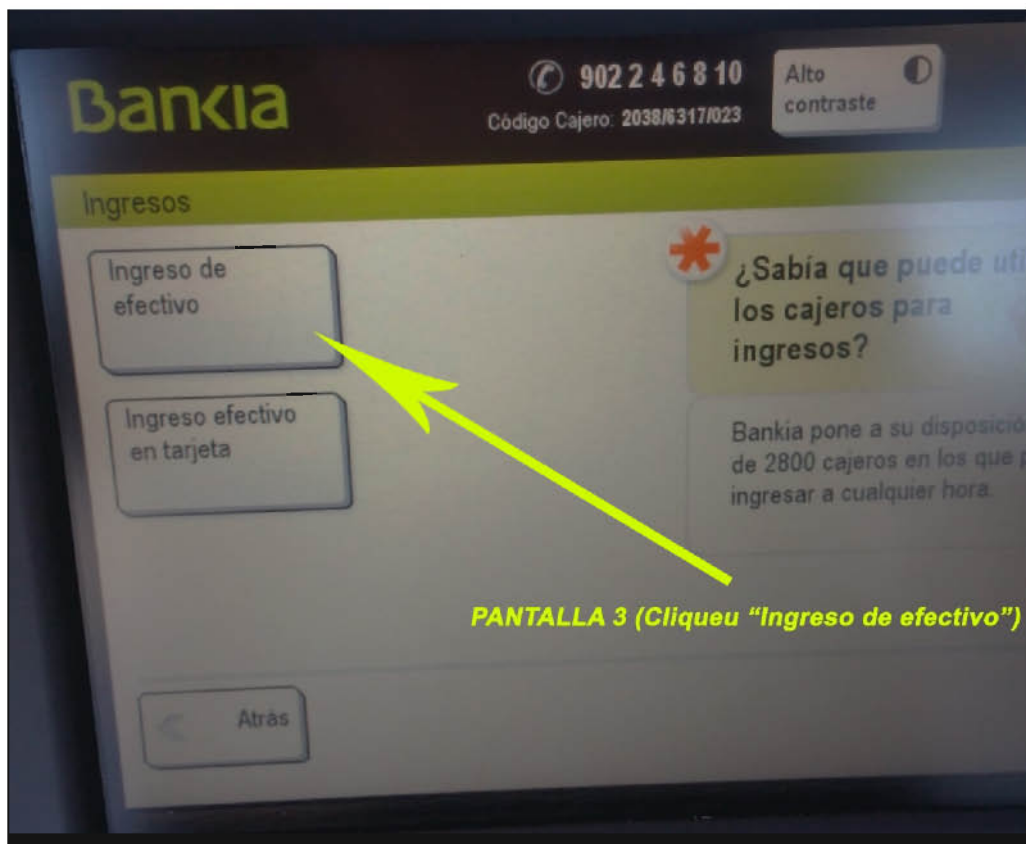 Bankia
902 2 4 6 8 10
Código Cajero: 2038/6317/023
Alto
contraste
Ingresos
Ingreso de
efectivo
Ingreso efectivo
en tarjeta
¿Sabía que puede
los cajeros para
ingresos?
Bankia pone a su
de 2800 cajeros en los que
ingresar a cualquier hora.
PANTALLA 3 (Cliqueu “Ingreso de efectivo”)
Atrás